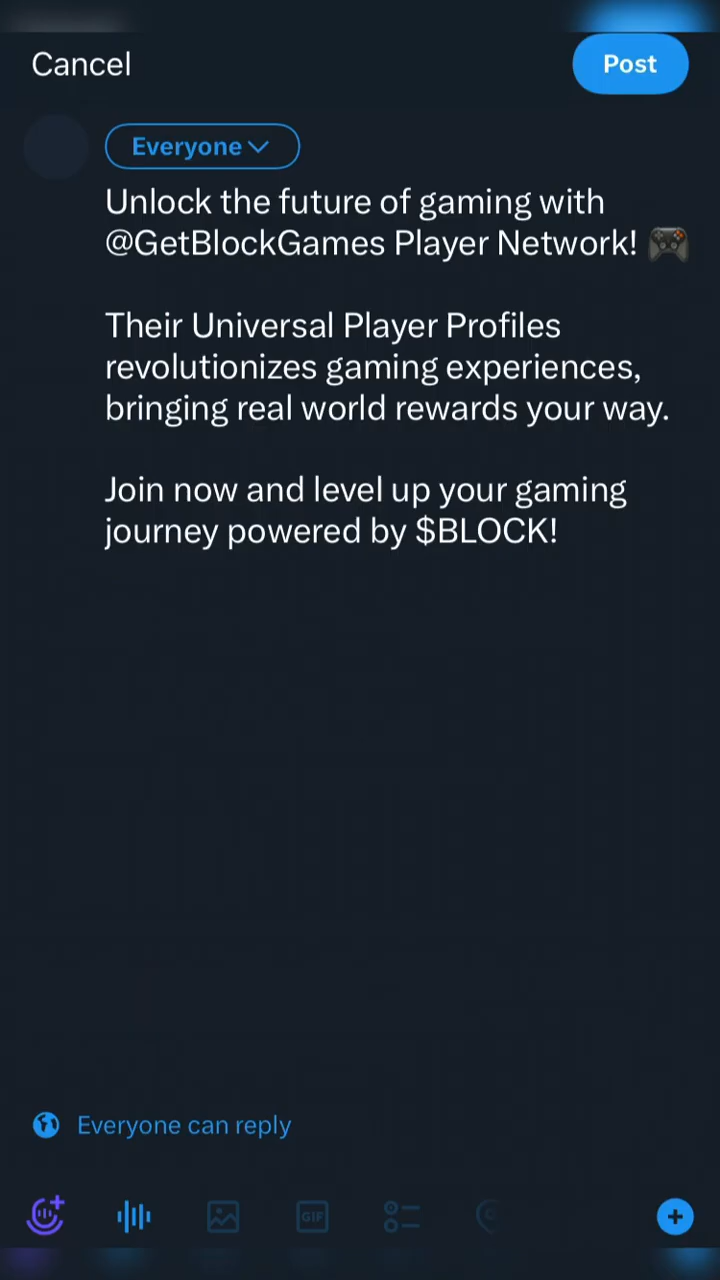 Cancel
Post
Everyone
Unlock the future of gaming with
@GetBlockGames Player Network! 🎮
Their Universal Player Profiles
revolutionizes gaming experiences,
bringing real world rewards your way.
Join now and level up your gaming
journey powered by $BLOCK!
Everyone can reply
GIF